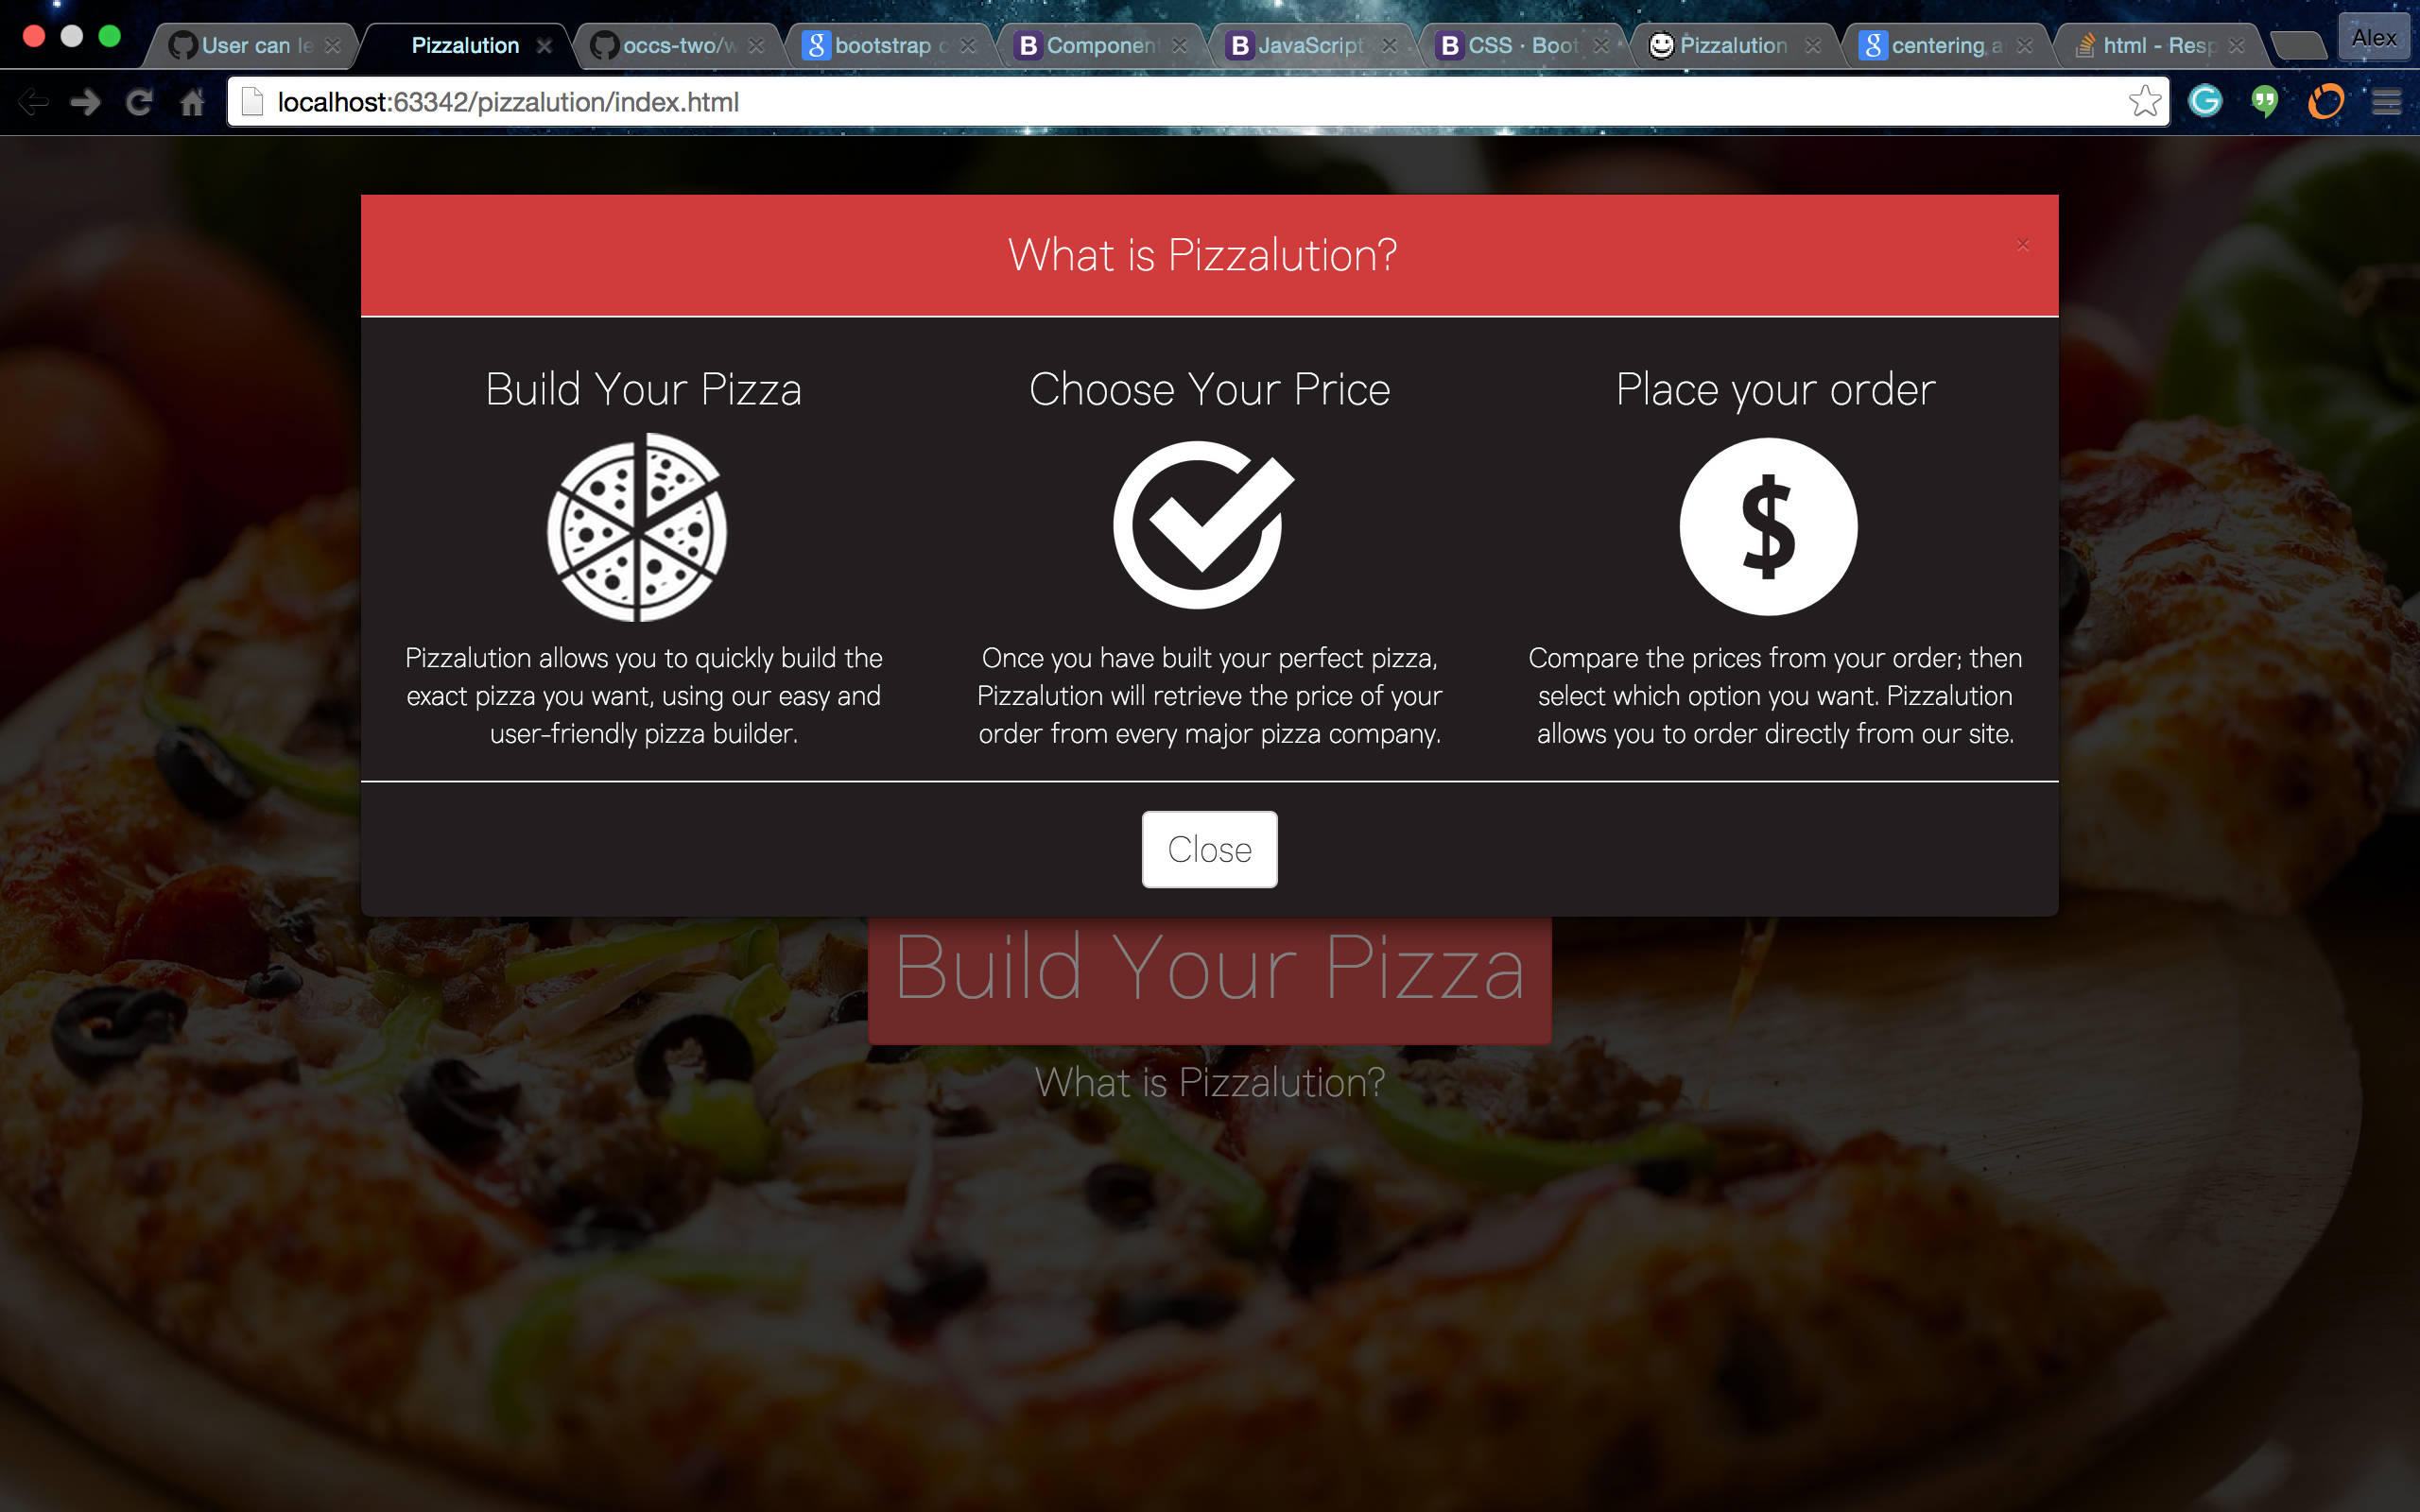 User can le
Pizzalution
occs-two/w
bootstrap c
Component
JavaScript
CSS · Boot
Pizzalution
centering a
html - Resp
Alex
localhost:63342/pizzalution/index.html
What is Pizzalution?
×
Build Your Pizza
Choose Your Price
Place your order
$
Pizzalution allows you to quickly build the
exact pizza you want, using our easy and
user-friendly pizza builder.
Once you have built your perfect pizza,
Pizzalution will retrieve the price of your
order from every major pizza company.
Compare the prices from your order; then
select which option you want. Pizzalution
allows you to order directly from our site.
Close
Build Your Pizza
What is Pizzalution?